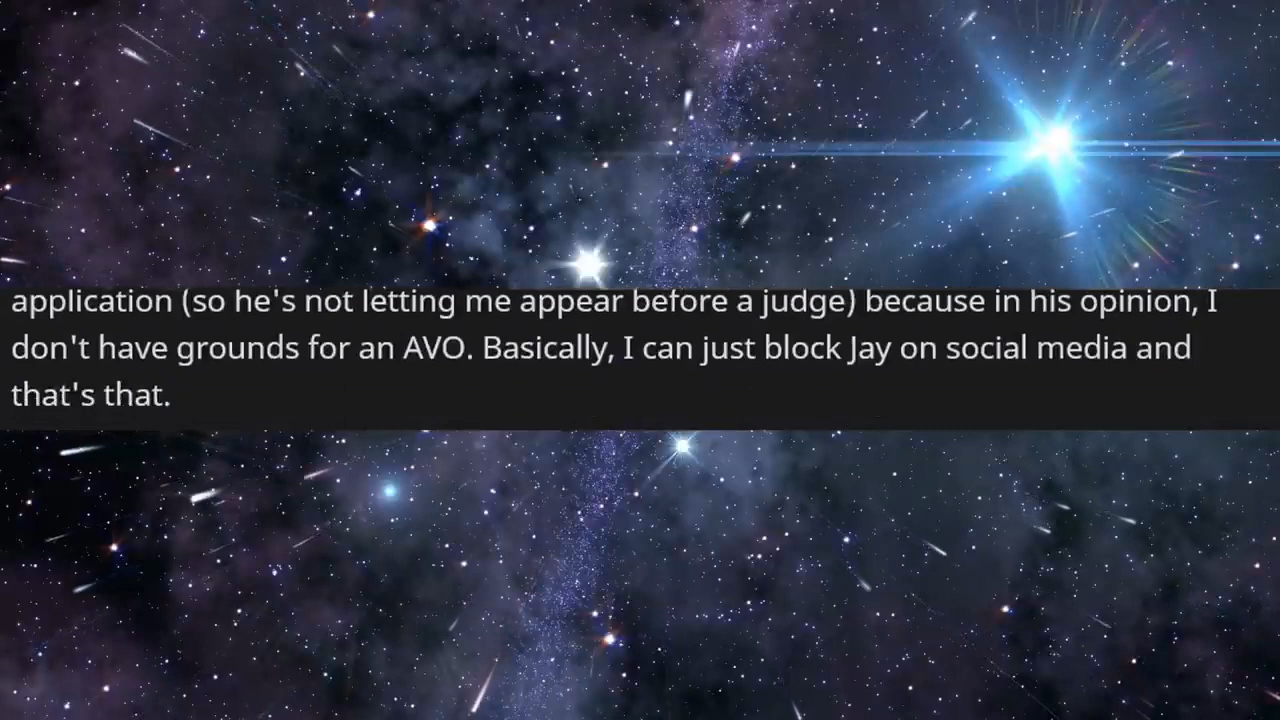 application (so he's not letting me appear before a judge) because in his opinion, I
don't have grounds for an AVO. Basically, I can just block Jay on social media and
that's that.